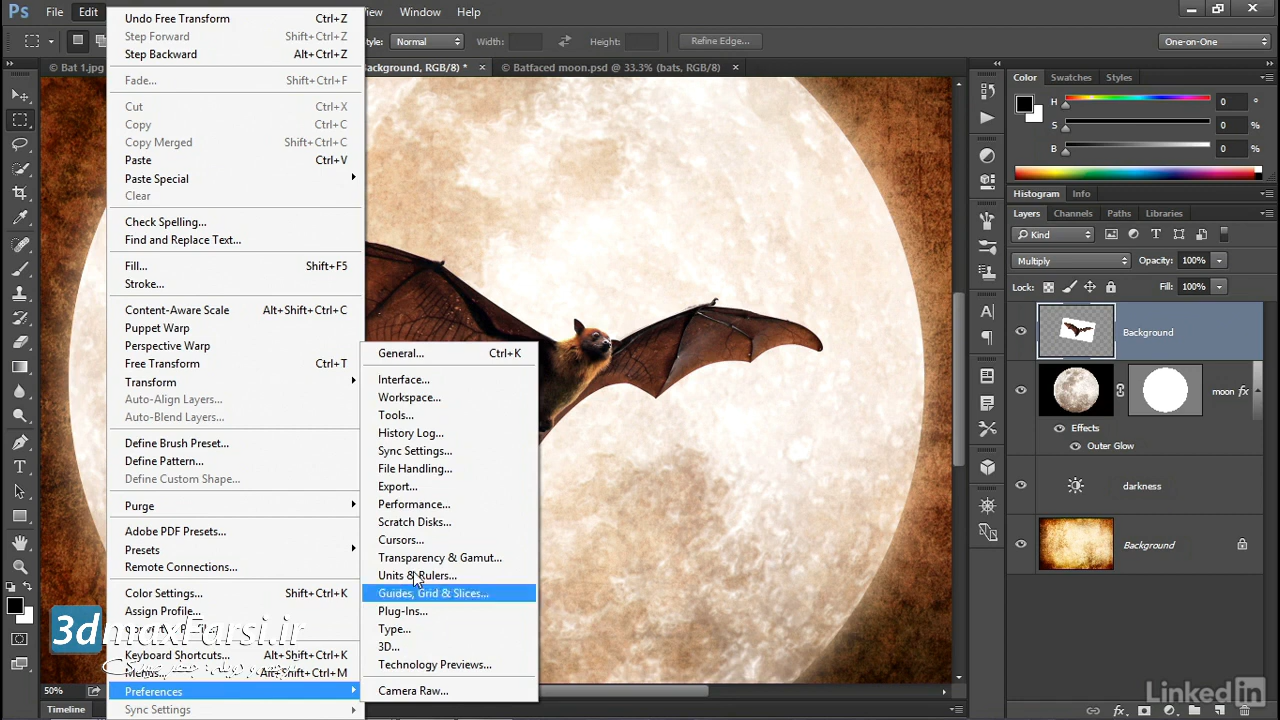 Ps File Edit View Window Help
Style: Normal Width: Height: Refine Edge... One-on-One
© Bat 1.jpg Background, RGB/8) * × © Batfaced moon.psd @ 33.3% (bats, RGB/8) ×
Undo Free Transform Ctrl+Z
Step Forward Shift+Ctrl+Z
Step Backward Alt+Ctrl+Z
Fade... Shift+Ctrl+F
Cut Ctrl+X
Copy Ctrl+C
Copy Merged Shift+Ctrl+C
Paste Ctrl+V
Paste Special
Clear
Check Spelling...
Find and Replace Text...
Fill... Shift+F5
Stroke...
Content-Aware Scale Alt+Shift+Ctrl+C
Puppet Warp
Perspective Warp
Free Transform Ctrl+T
Transform
Auto-Align Layers...
Auto-Blend Layers...
Define Brush Preset...
Define Pattern...
Define Custom Shape...
Purge
Adobe PDF Presets...
Presets
Remote Connections...
Color Settings... Shift+Ctrl+K
Assign Profile...
3dmaxFarsi.ir
Keyboard Shortcuts... Alt+Shift+Ctrl+K
Menus... Alt+Shift+Ctrl+M
Preferences
Sync Settings
General... Ctrl+K
Interface...
Workspace...
Tools...
History Log...
Sync Settings...
File Handling...
Export...
Performance...
Scratch Disks...
Cursors...
Transparency & Gamut...
Units & Rulers...
Guides, Grid & Slices...
Plug-Ins...
Type...
3D...
Technology Previews...
Camera Raw...
Color Swatches Styles
H 0 °
S 0 %
B 0 %
Histogram Info
Layers Channels Paths Libraries
Kind
Multiply Opacity: 100%
Lock: Fill: 100%
Background
moon fx
Effects
Outer Glow
darkness
Background
50%
Timeline
Linked in